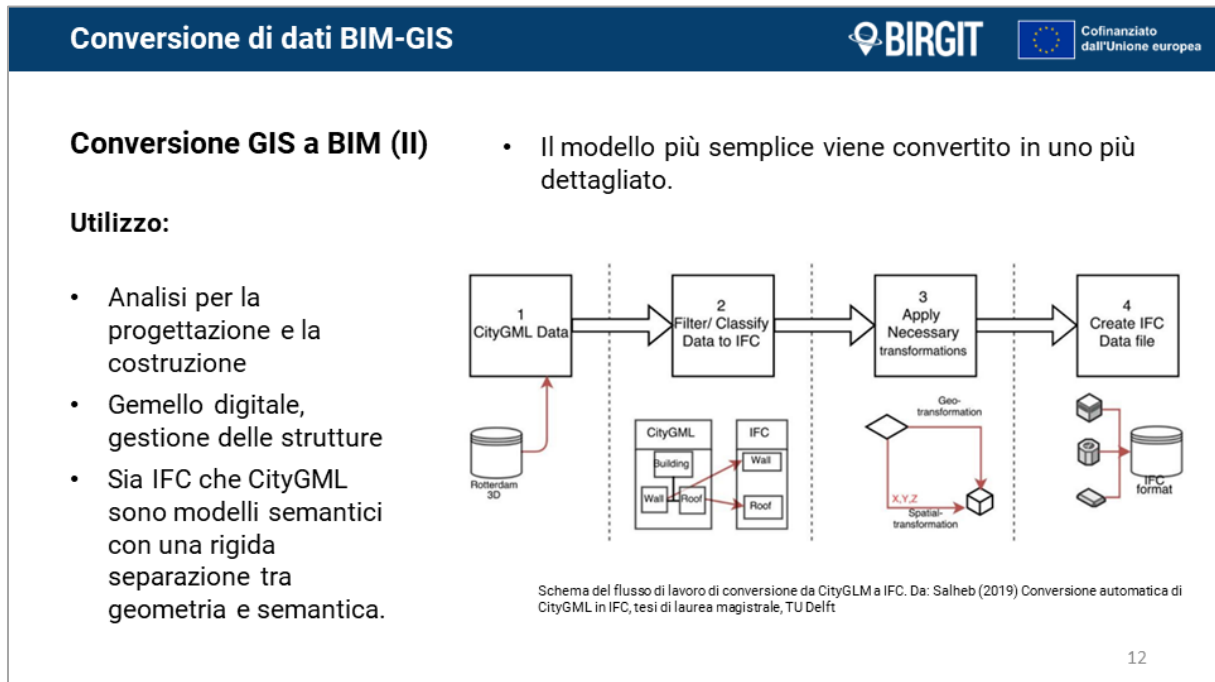 Conversione di dati BIM-GIS
BIRGIT
Cofinanziato
dall'Unione europea
Conversione GIS a BIM (II)
Utilizzo:
• Analisi per la
progettazione e la
costruzione
• Gemello digitale,
gestione delle strutture
• Sia IFC che CityGML
sono modelli semantici
con una rigida
separazione tra
geometria e semantica.
• Il modello più semplice viene convertito in uno più
dettagliato.
1
CityGML Data
2
Filter/ Classify
Data to IFC
3
Apply
Necessary
transformations
4
Create IFC
Data file
Rotterdam
3D
CityGML
Building
Wall
Roof
IFC
Wall
Roof
Geo-
transformation
X,Y,Z
Spatial-
transformation
IFC
format
Schema del flusso di lavoro di conversione da CityGLM a IFC. Da: Salheb (2019) Conversione automatica di
CityGML in IFC, tesi di laurea magistrale, TU Delft
12